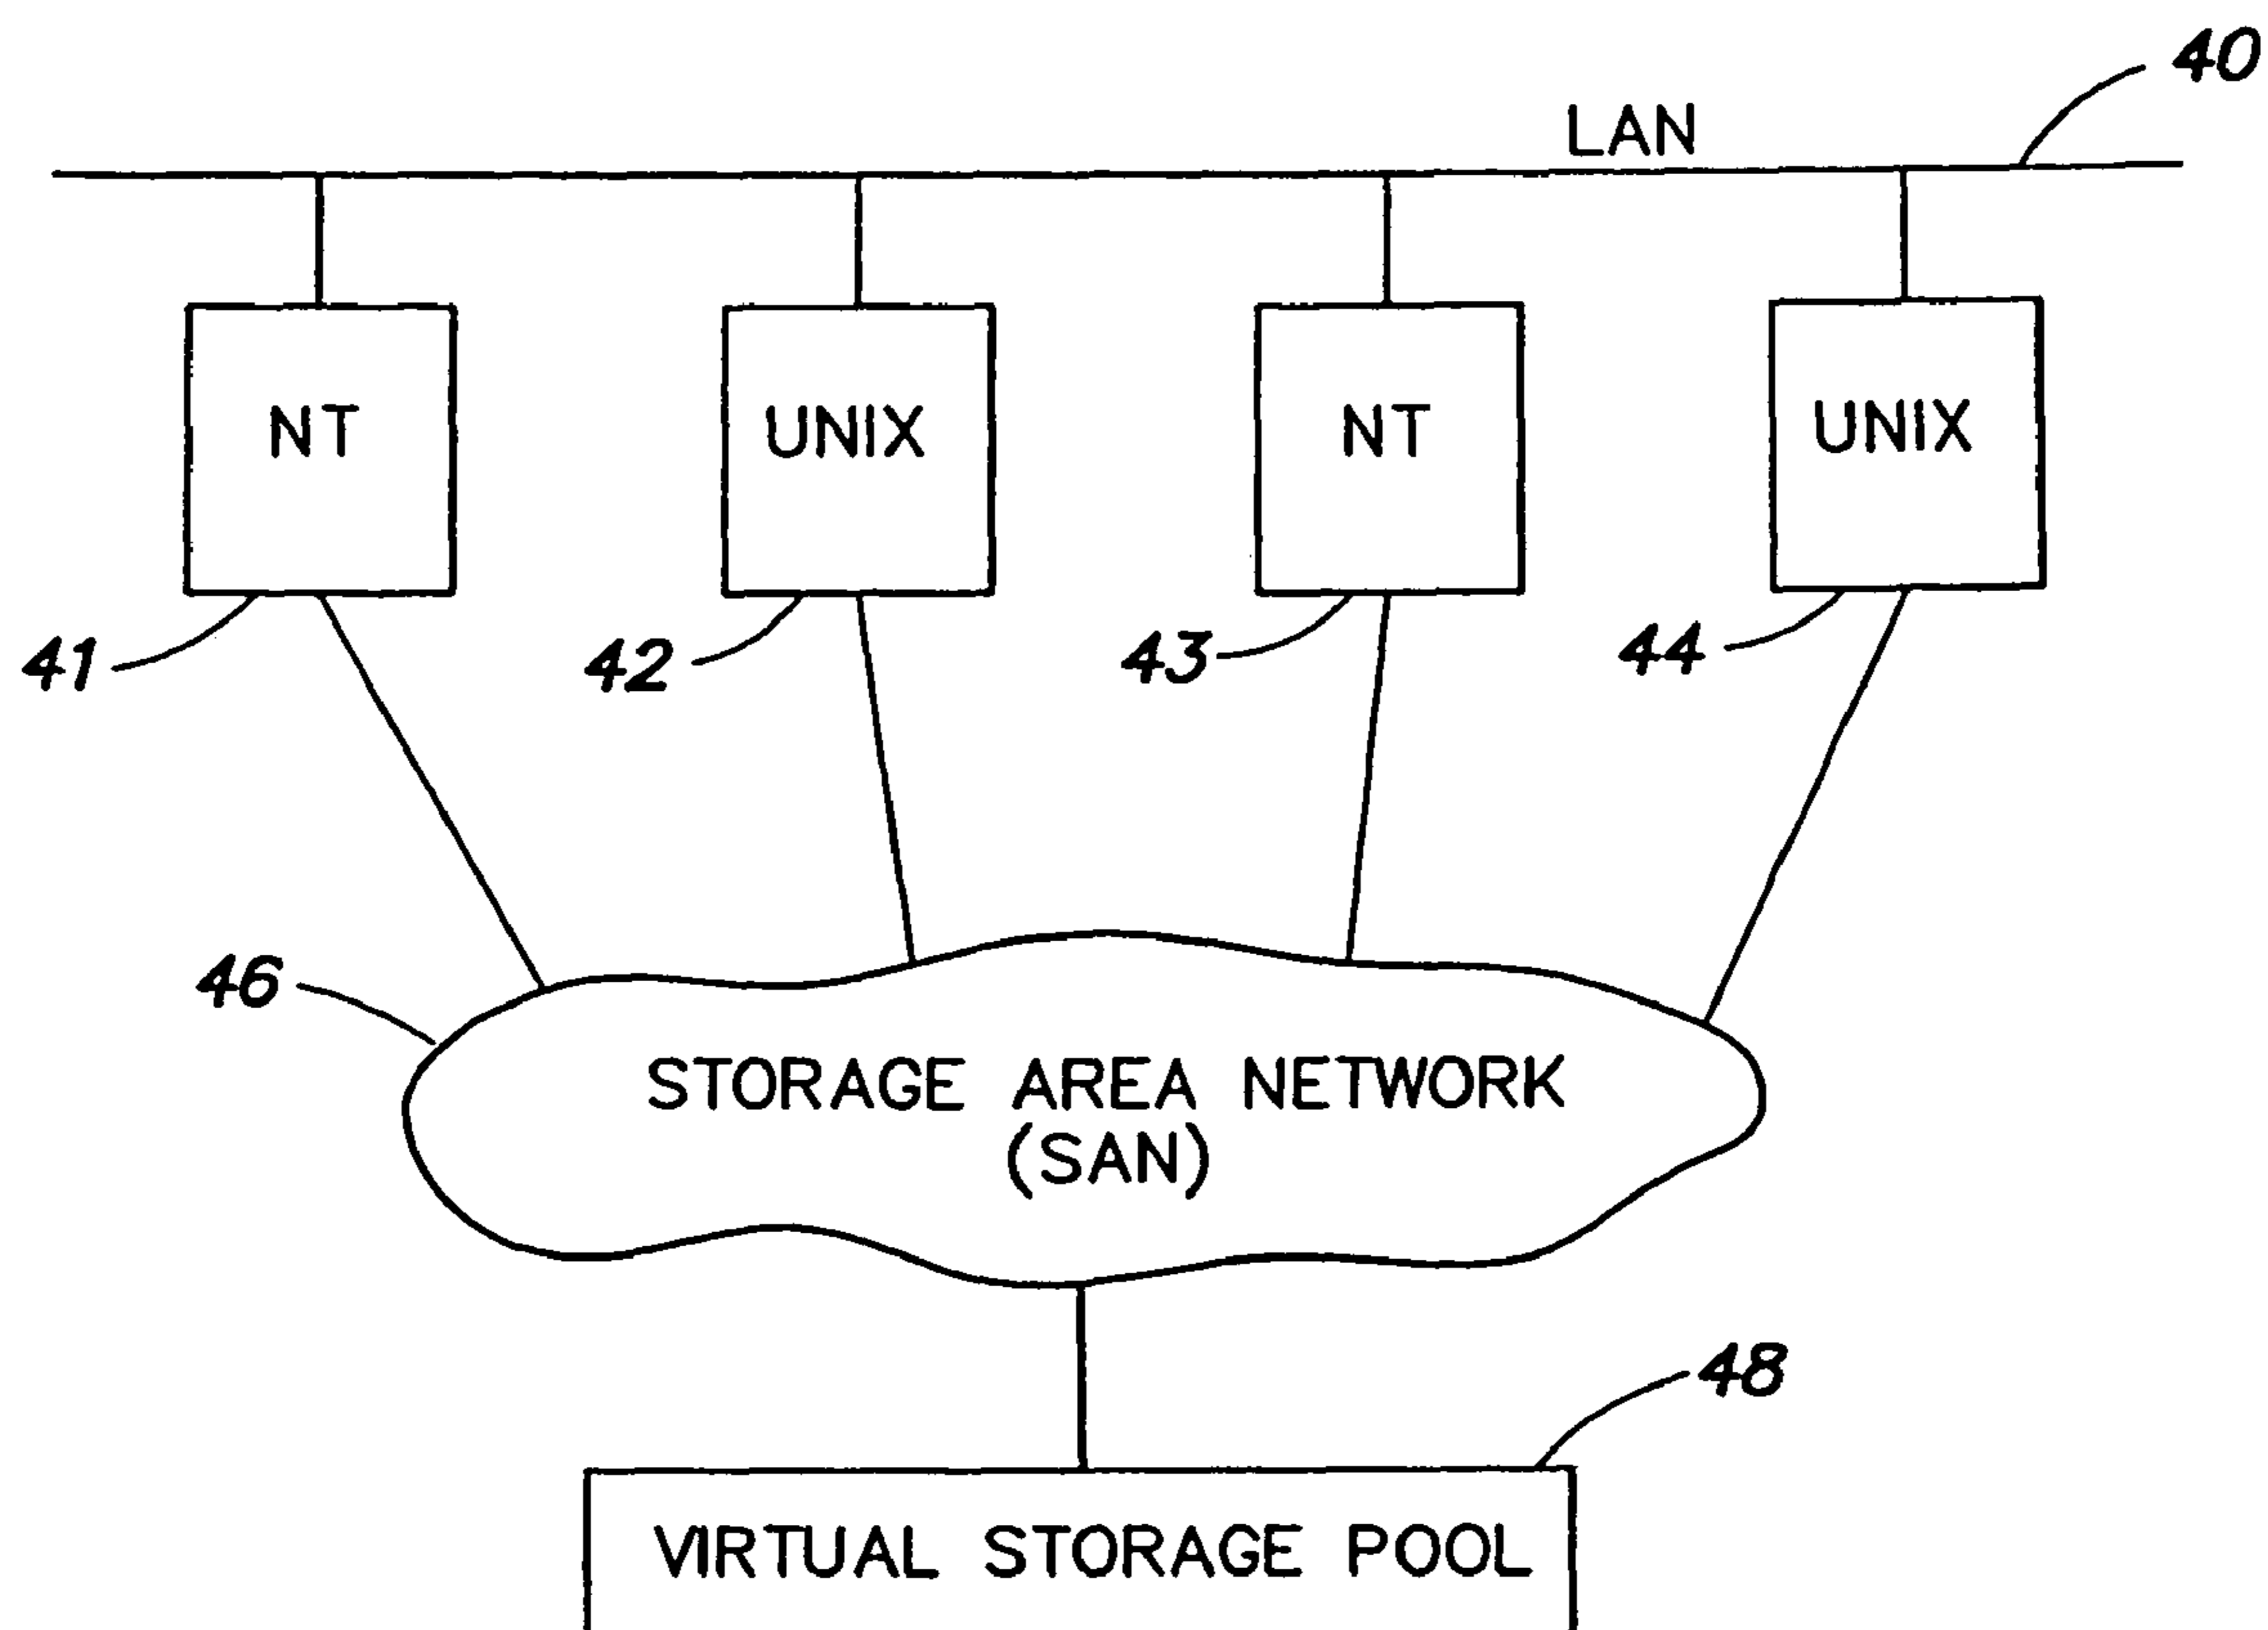 40
LAN
NT
UNIX
NT
UNIX
41
42
43
44
46
STORAGE AREA NETWORK
(SAN)
48
VIRTUAL STORAGE POOL